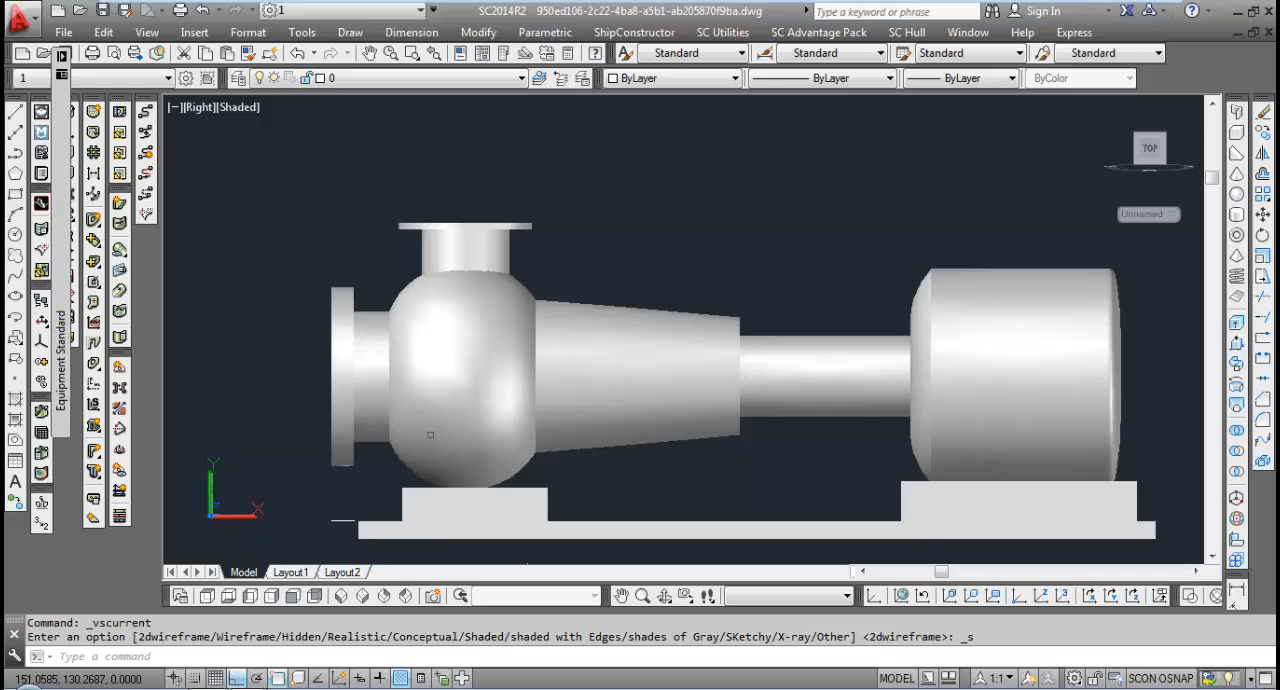 1
SC2014R2 950ed106-2c22-4ba8-a5b1-ab205870f9ba.dwg
Type a keyword or phrase
Sign In
File Edit View Insert Format Tools Draw Dimension Modify Parametric ShipConstructor SC Utilities SC Advantage Pack SC Hull Window Help Express
Standard Standard Standard Standard
1
0
ByLayer ByLayer ByLayer ByColor
[−][Right][Shaded]
TOP
Unnamed
Equipment Standard
Y
X
Model Layout1 Layout2
Command: _vscurrent
Enter an option [2dwireframe/Wireframe/Hidden/Realistic/Conceptual/Shaded/shaded with Edges/shades of Gray/SKetchy/X-ray/Other] <2dwireframe>: _s
Type a command
151.0585, 130.2687, 0.0000
MODEL
1:1
SCON OSNAP